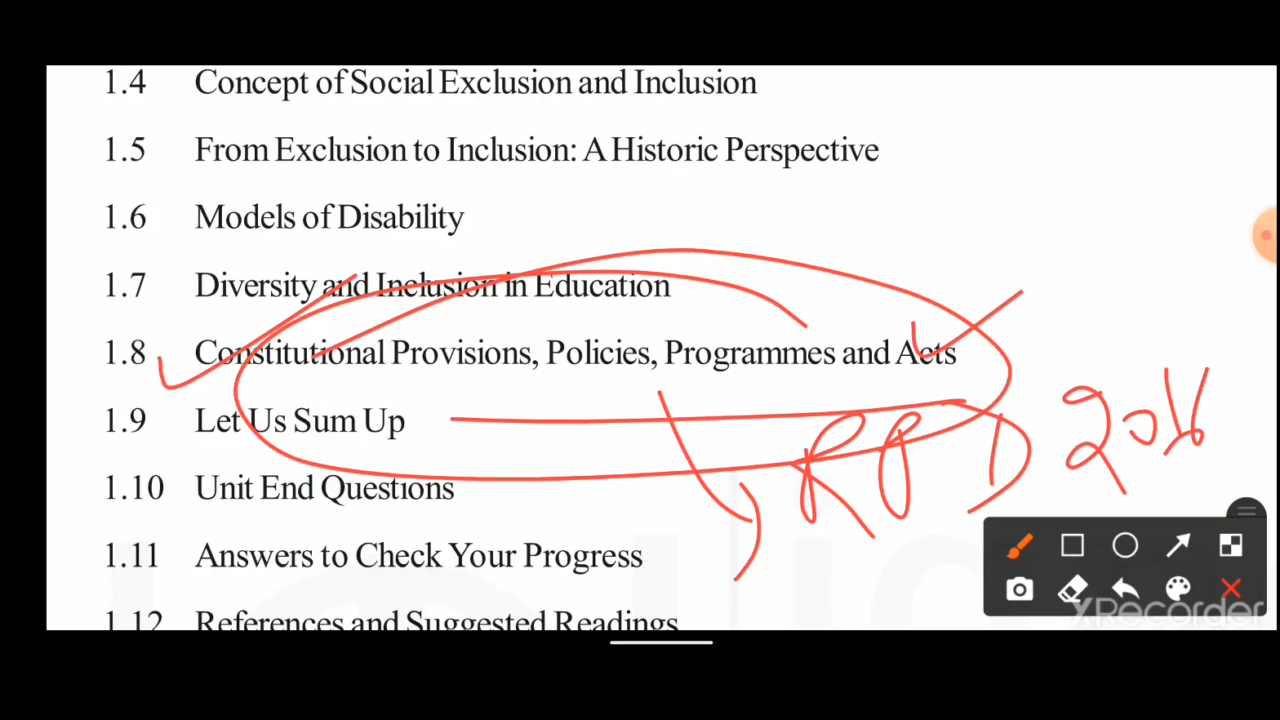 1.4 Concept of Social Exclusion and Inclusion
1.5 From Exclusion to Inclusion: A Historic Perspective
1.6 Models of Disability
1.7 Diversity and Inclusion in Education
1.8 Constitutional Provisions, Policies, Programmes and Acts
1.9 Let Us Sum Up
RPD 2016
1.10 Unit End Questions
1.11 Answers to Check Your Progress
1.12 References and Suggested Readings
XRecorder